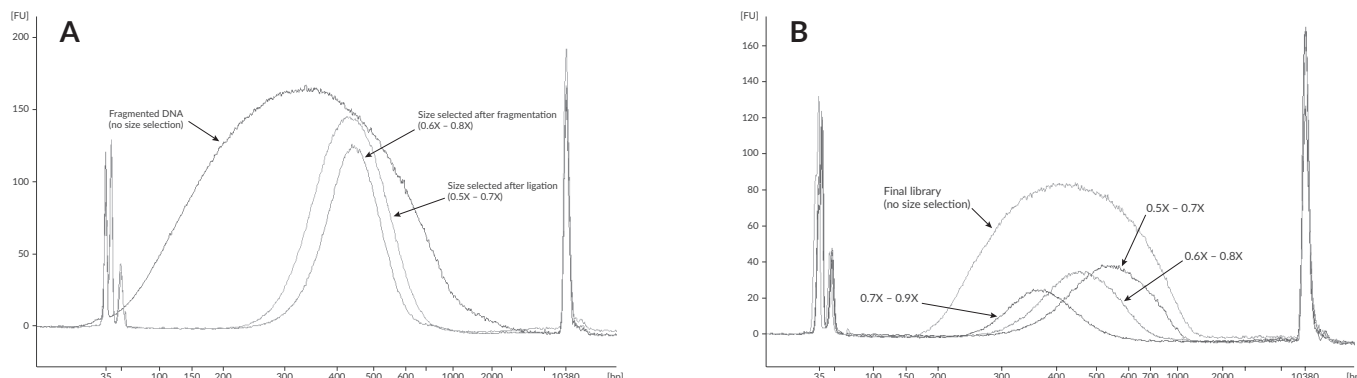 [FU]
A
200
150
100
50
0
Fragmented DNA
(no size selection)
Size selected after fragmentation
(0.6X – 0.8X)
Size selected after ligation
(0.5X – 0.7X)
35 100 150 200 300 400 500 600 1000 2000 10380 [bp]
[FU]
B
160
140
120
100
80
60
40
20
0
Final library
(no size selection)
0.5X – 0.7X
0.6X – 0.8X
0.7X – 0.9X
35 100 150 200 300 400 500 600 700 1000 2000 10380 [bp]